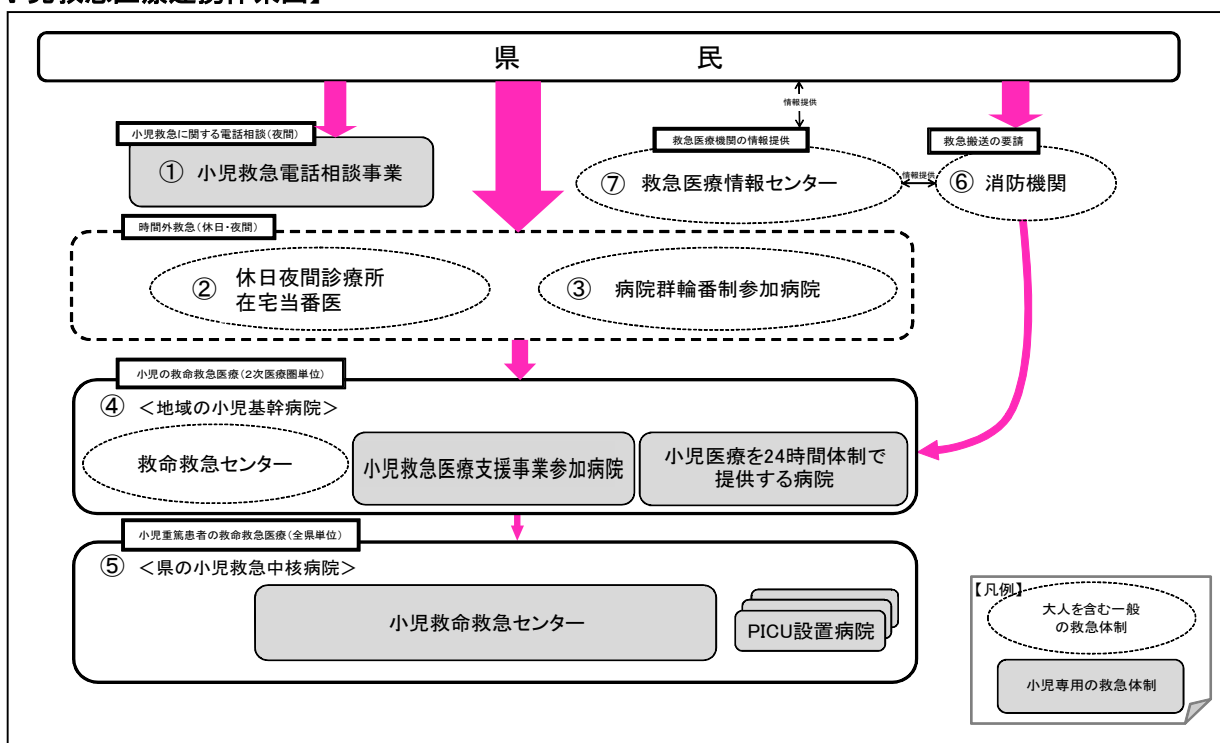 県　　民
情報提供
小児救急に関する電話相談(夜間)
① 小児救急電話相談事業
救急医療機関の情報提供
⑦ 救急医療情報センター
情報提供
救急搬送の要請
⑥ 消防機関
時間外救急(休日・夜間)
② 休日夜間診療所
在宅当番医
③ 病院群輪番制参加病院
小児の救命救急医療(2次医療圏単位)
④ <地域の小児基幹病院>
救命救急センター
小児救急医療支援事業参加病院
小児医療を24時間体制で
提供する病院
小児重篤患者の救命救急医療(全県単位)
⑤ <県の小児救急中核病院>
小児救命救急センター
PICU設置病院
【凡例】
大人を含む一般
の救急体制
小児専用の救急体制